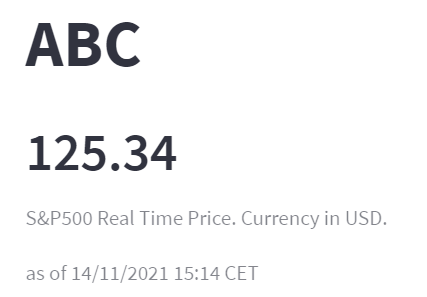 ABC
125.34
S&P500 Real Time Price. Currency in USD.
as of 14/11/2021 15:14 CET